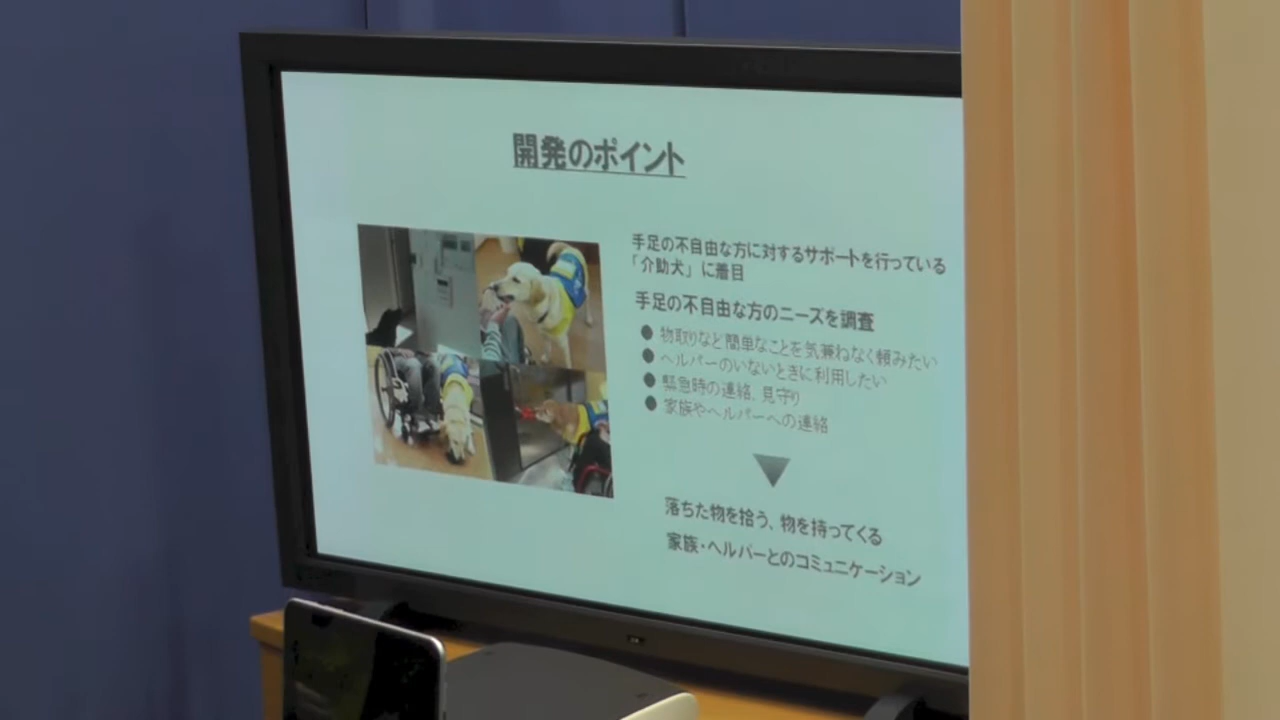 開発のポイント
手足の不自由な方に対するサポートを行っている
「介助犬」に着目
手足の不自由な方のニーズを調査
● 物取りなど簡単なことを気兼ねなく頼みたい
● ヘルパーのいないときに利用したい
● 緊急時の連絡、見守り
● 家族やヘルパーへの連絡
落ちた物を拾う、物を持ってくる
家族・ヘルパーとのコミュニケーション